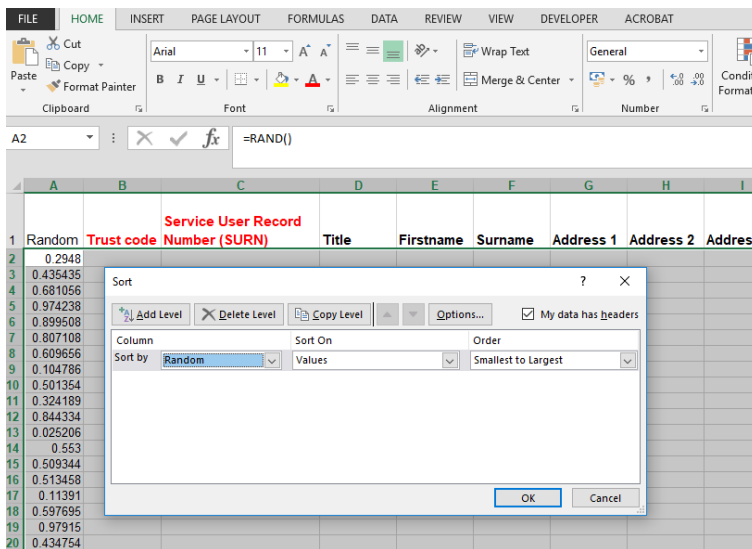 FILE HOME INSERT PAGE LAYOUT FORMULAS DATA REVIEW VIEW DEVELOPER ACROBAT
Cut
Copy
Format Painter
Paste
Arial 11 A A
B I U A
Wrap Text
Merge & Center
General
% ,
Clipboard Font Alignment Number
A2 fx =RAND()
A B C D E F G H I
1 Random Trust code Service User Record
Number (SURN) Title Firstname Surname Address 1 Address 2
2 0.2948
3 0.435435
4 0.681056
5 0.974238
6 0.899508
7 0.807108
8 0.609656
9 0.104786
10 0.501354
11 0.324189
12 0.844334
13 0.025206
14 0.553
15 0.509344
16 0.513458
17 0.11391
18 0.597695
19 0.97915
20 0.434754
Sort ?
Add Level Delete Level Copy Level Options... My data has headers
Column Sort On Order
Sort by Random Values Smallest to Largest
OK Cancel